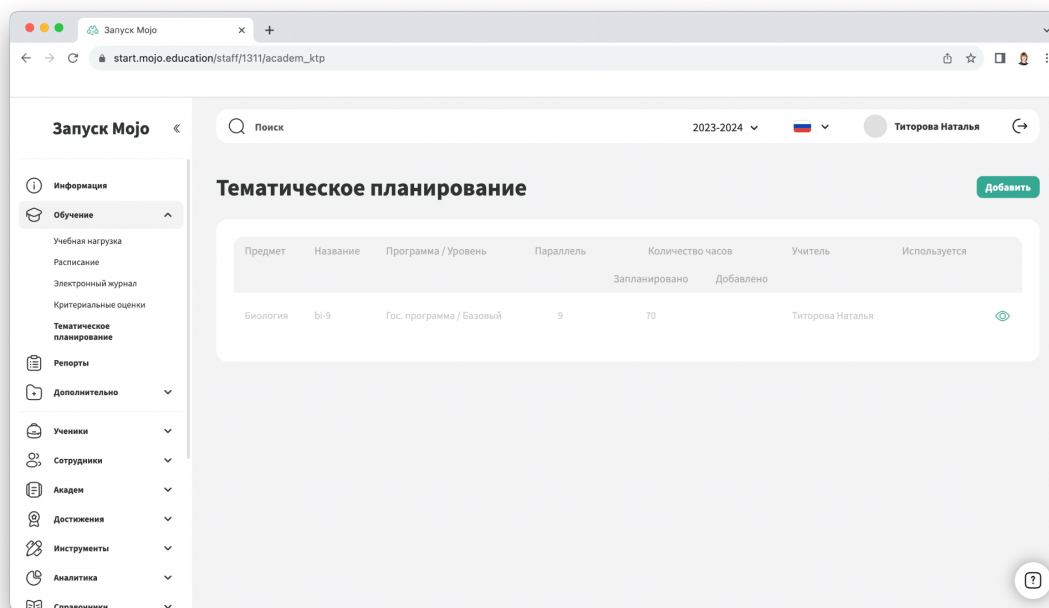 Запуск Mojo
start.mojo.education/staff/1311/academ_ktp
Запуск Mojo
Поиск
2023-2024
Титорова Наталья
Информация
Обучение
Учебная нагрузка
Расписание
Электронный журнал
Критериальные оценки
Тематическое
планирование
Репорты
Дополнительно
Ученики
Сотрудники
Академ
Достижения
Инструменты
Аналитика
Справочники
Тематическое планирование
Добавить
Предмет Название Программа / Уровень Параллель Количество часов Учитель Используется
Запланировано Добавлено
Биология bi-9 Гос. программа / Базовый 9 70 Титорова Наталья
?